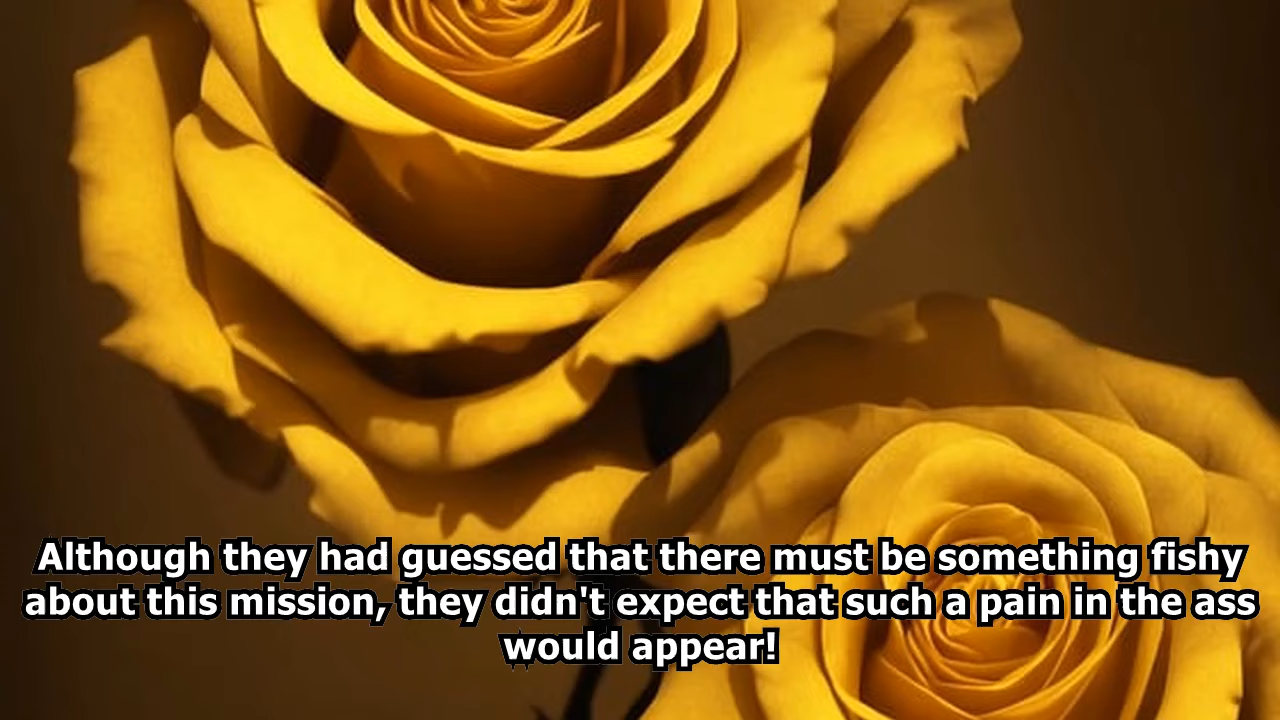 Although they had guessed that there must be something fishy
about this mission, they didn't expect that such a pain in the ass
would appear!